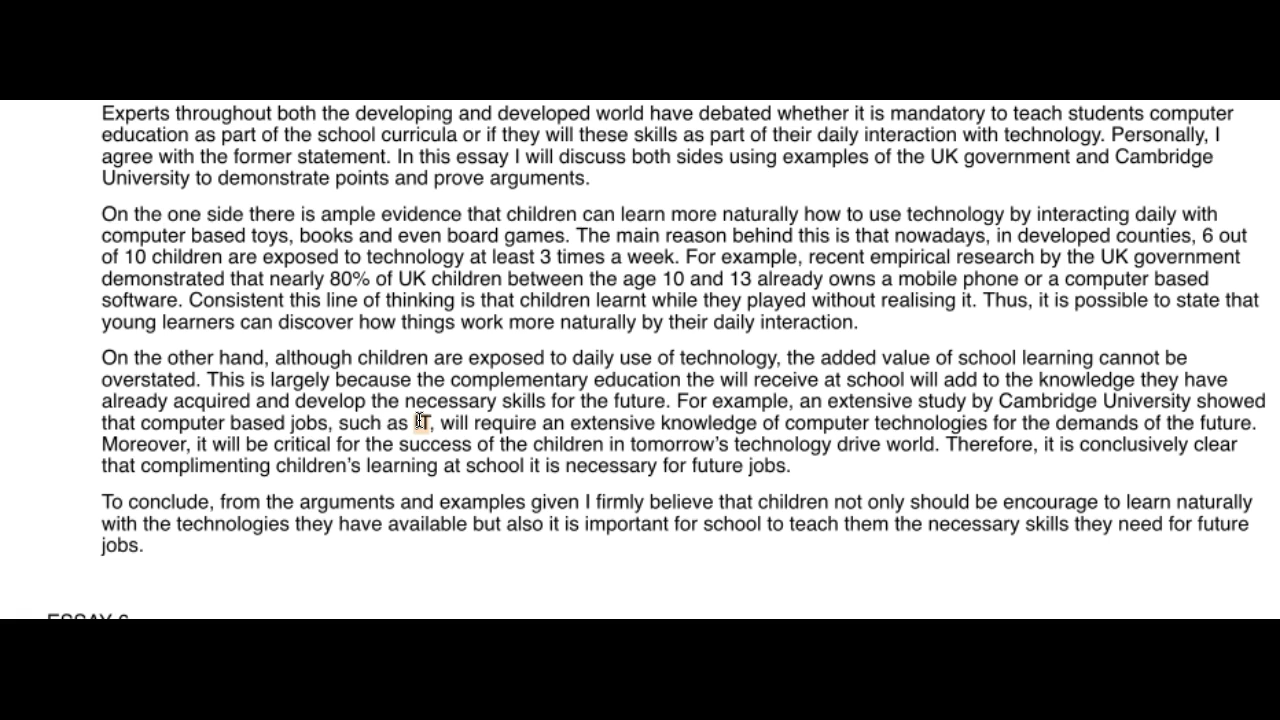 Experts throughout both the developing and developed world have debated whether it is mandatory to teach students computer
education as part of the school curricula or if they will these skills as part of their daily interaction with technology. Personally, I
agree with the former statement. In this essay I will discuss both sides using examples of the UK government and Cambridge
University to demonstrate points and prove arguments.
On the one side there is ample evidence that children can learn more naturally how to use technology by interacting daily with
computer based toys, books and even board games. The main reason behind this is that nowadays, in developed counties, 6 out
of 10 children are exposed to technology at least 3 times a week. For example, recent empirical research by the UK government
demonstrated that nearly 80% of UK children between the age 10 and 13 already owns a mobile phone or a computer based
software. Consistent this line of thinking is that children learnt while they played without realising it. Thus, it is possible to state that
young learners can discover how things work more naturally by their daily interaction.
On the other hand, although children are exposed to daily use of technology, the added value of school learning cannot be
overstated. This is largely because the complementary education the will receive at school will add to the knowledge they have
already acquired and develop the necessary skills for the future. For example, an extensive study by Cambridge University showed
that computer based jobs, such as IT, will require an extensive knowledge of computer technologies for the demands of the future.
Moreover, it will be critical for the success of the children in tomorrow's technology drive world. Therefore, it is conclusively clear
that complimenting children's learning at school it is necessary for future jobs.
To conclude, from the arguments and examples given I firmly believe that children not only should be encourage to learn naturally
with the technologies they have available but also it is important for school to teach them the necessary skills they need for future
jobs.
ESSAY 6